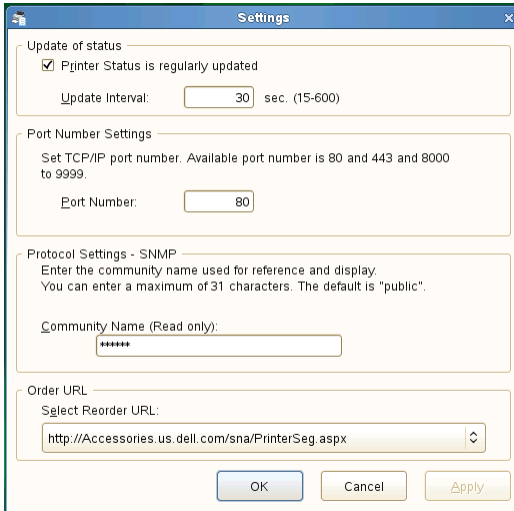 Settings
Update of status
Printer Status is regularly updated
Update Interval: 30 sec. (15-600)
Port Number Settings
Set TCP/IP port number. Available port number is 80 and 443 and 8000
to 9999.
Port Number: 80
Protocol Settings - SNMP
Enter the community name used for reference and display.
You can enter a maximum of 31 characters. The default is "public".
Community Name (Read only):
******
Order URL
Select Reorder URL:
http://Accessories.us.dell.com/sna/PrinterSeg.aspx
OK Cancel Apply